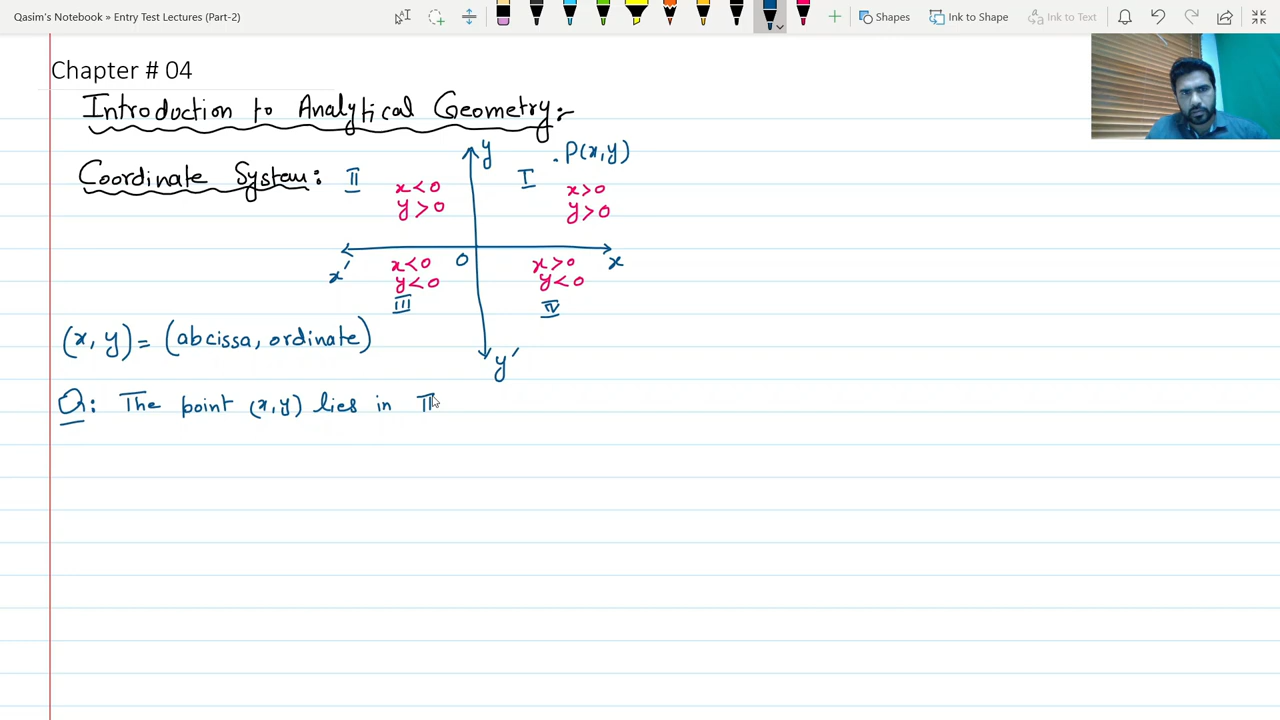 Qasim's Notebook » Entry Test Lectures (Part-2)
Shapes
Ink to Shape
Ink to Text
Chapter # 04
Introduction to Analytical Geometry:-
Coordinate System:
y
.P(x,y)
II
I
x<0
y>0
x>0
y>0
x'
0
x
x<0
y<0
x>0
y<0
III
IV
y'
(x, y) = (abcissa, ordinate)
Q: The point (x,y) lies in II